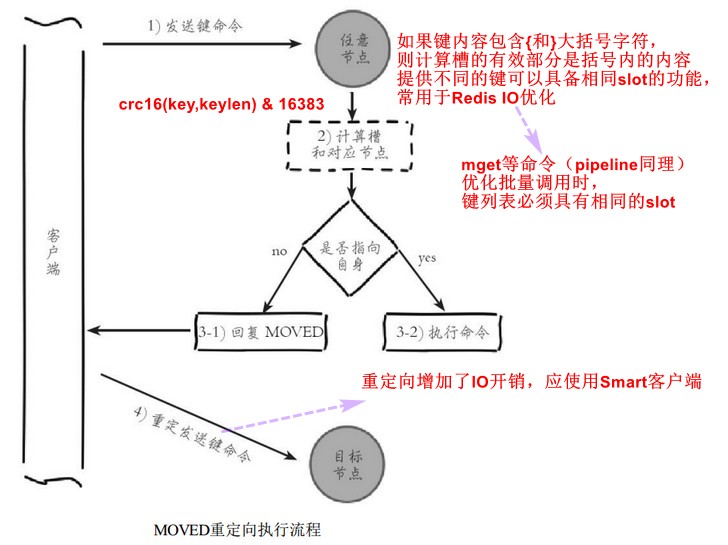 1) 发送键命令
任意
节点
如果键内容包含{和}大括号字符，
则计算槽的有效部分是括号内的内容
提供不同的键可以具备相同slot的功能，
常用于Redis IO优化
crc16(key,keylen) & 16383
2) 计算槽
和对应节点
mget等命令（pipeline同理）
优化批量调用时，
键列表必须具有相同的slot
客户端
no
是否指向
自身
yes
3-1) 回复 MOVED
3-2) 执行命令
重定向增加了IO开销，应使用Smart客户端
4) 重定发送键命令
目标
节点
MOVED重定向执行流程